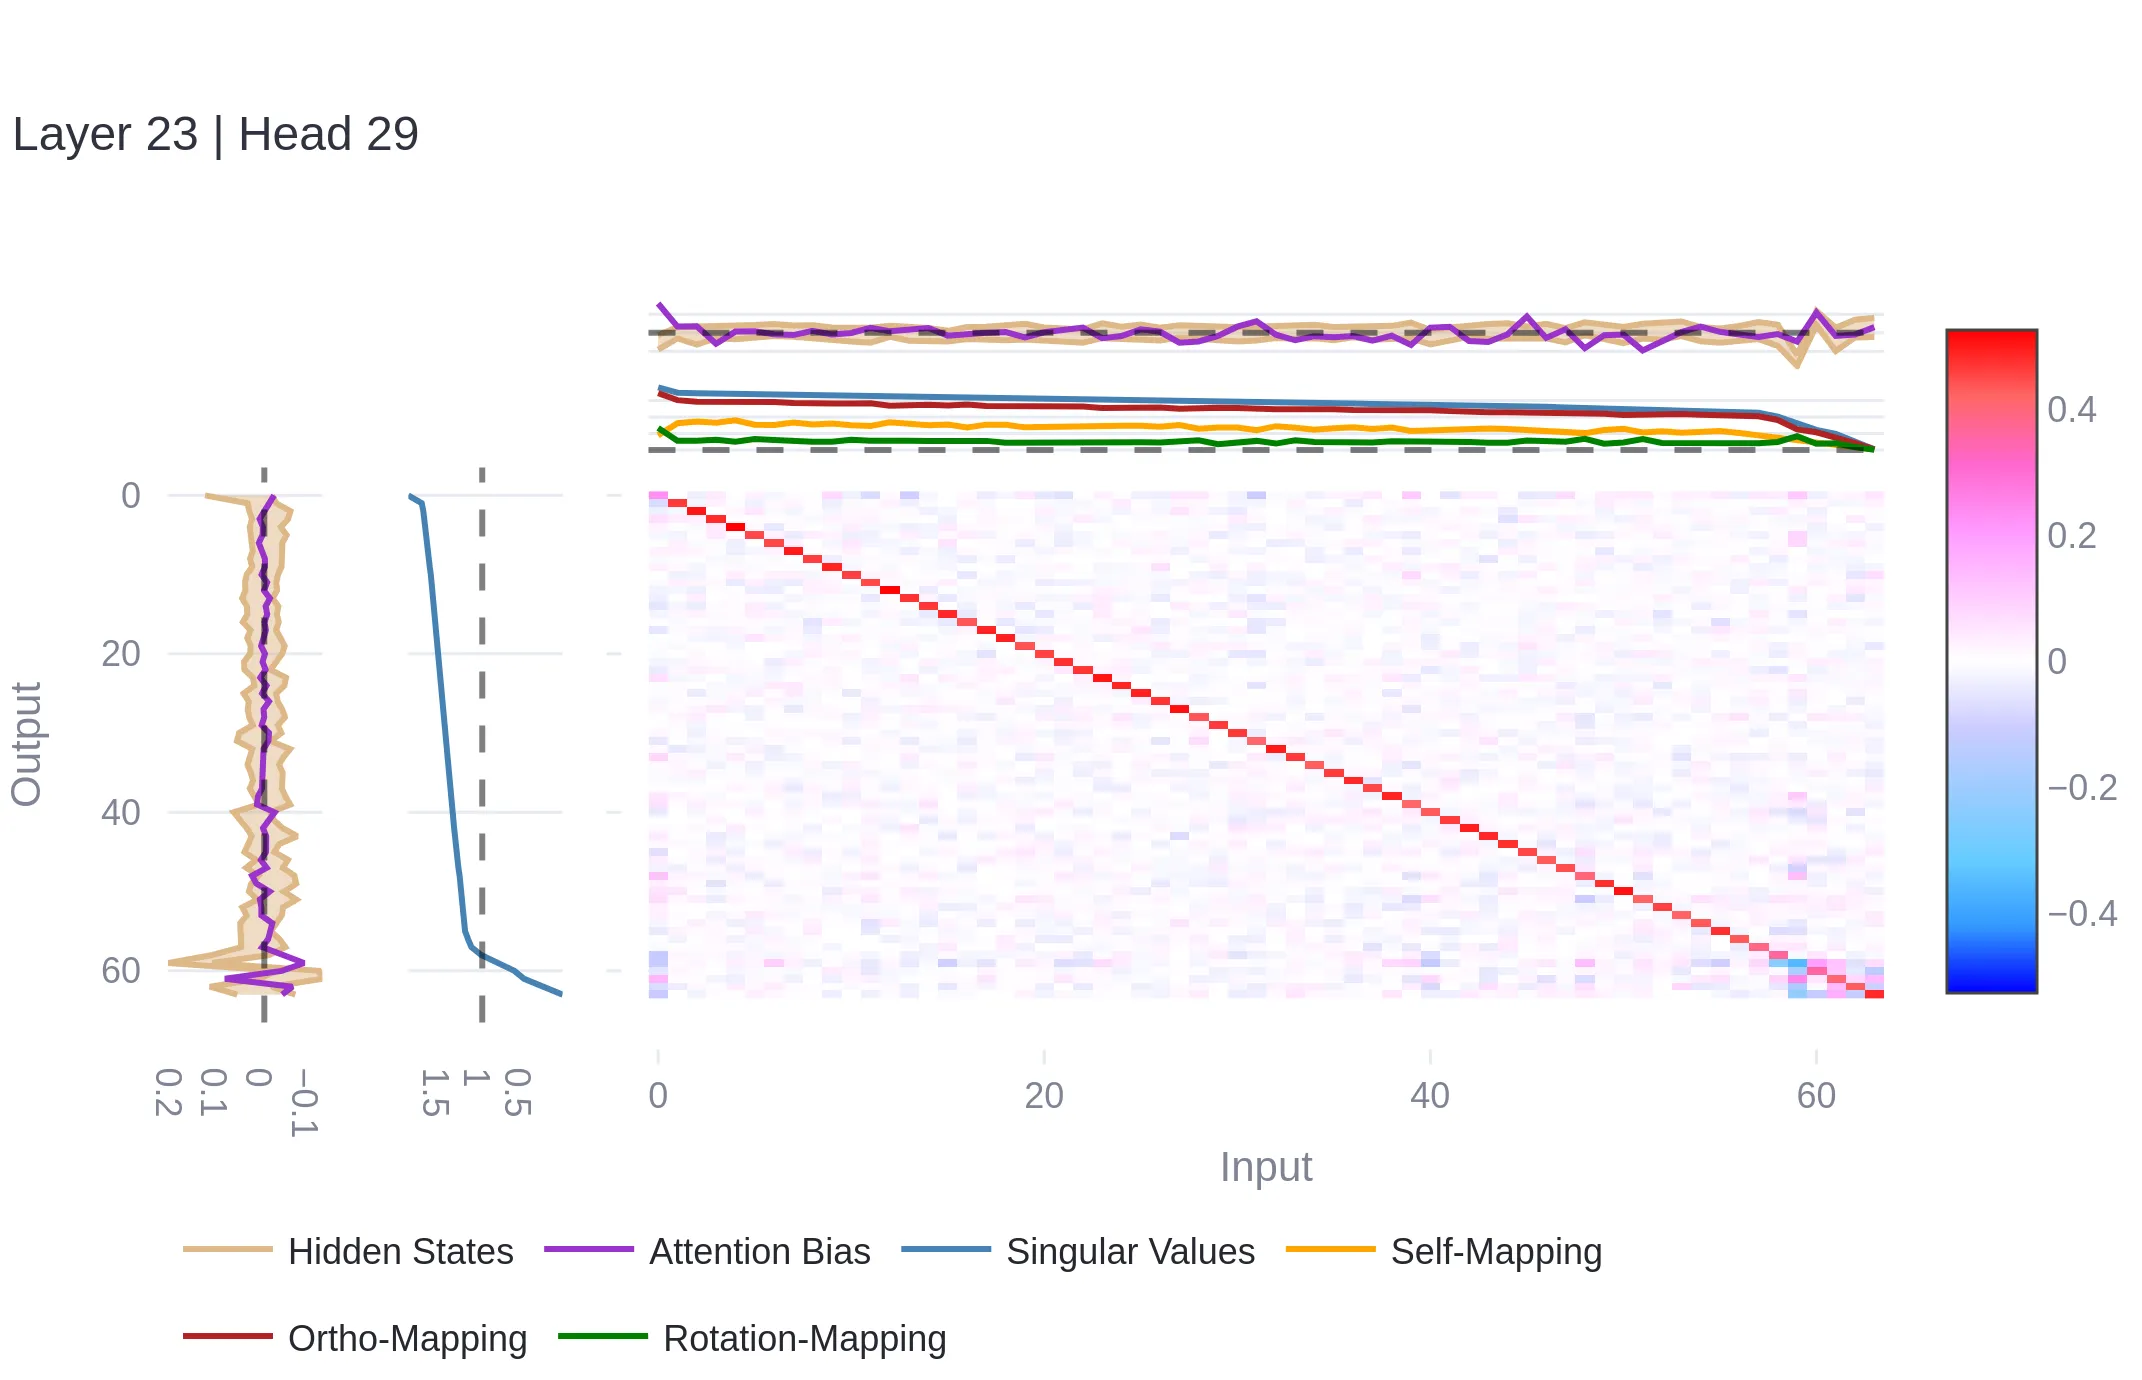 Layer 23 | Head 29
0
20
40
60
Output
0.2
0.1
0
−0.1
1.5
1
0.5
0
20
40
60
Input
0.4
0.2
0
−0.2
−0.4
Hidden States
Attention Bias
Singular Values
Self-Mapping
Ortho-Mapping
Rotation-Mapping